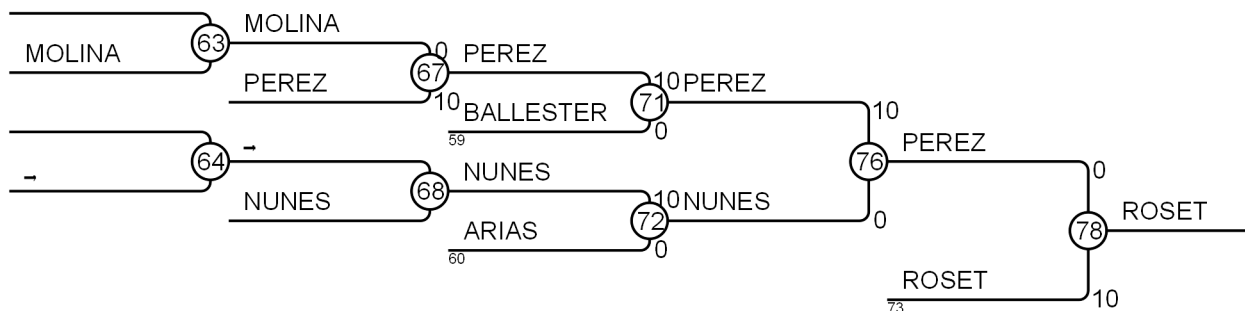 MOLINA
63
MOLINA
0
67
PEREZ
10
PEREZ
10
71
PEREZ
BALLESTER
59
0
10
76
PEREZ
→
64
→
NUNES
68
NUNES
10
72
NUNES
ARIAS
60
0
0
0
78
ROSET
ROSET
73
10